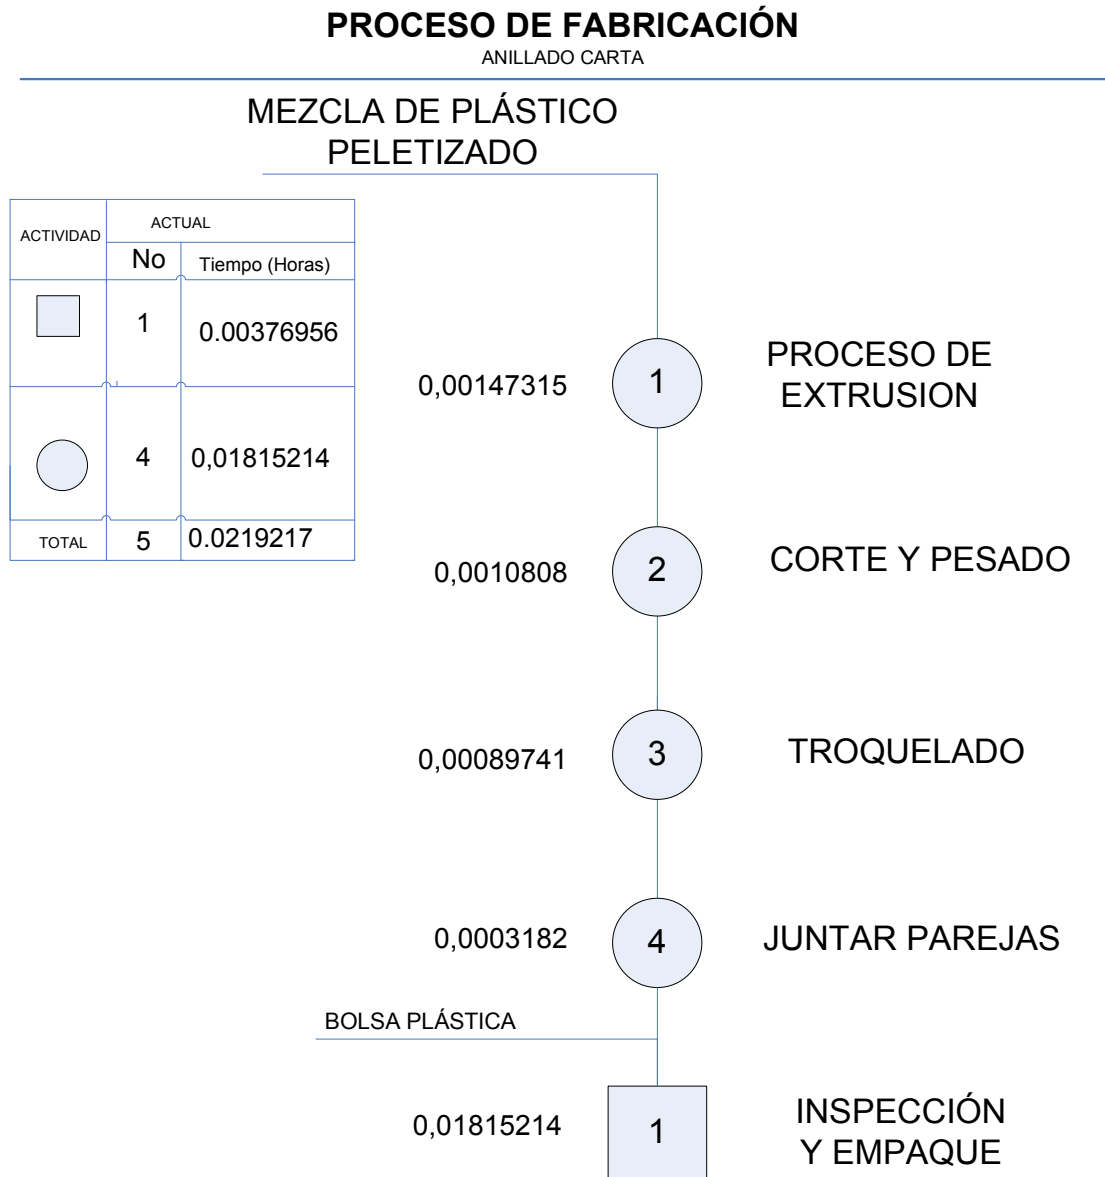 PROCESO DE FABRICACIÓN
ANILLADO CARTA
MEZCLA DE PLÁSTICO
PELETIZADO
ACTIVIDAD
ACTUAL
No
Tiempo (Horas)
1
0.00376956
4
0,01815214
TOTAL
5
0.0219217
0,00147315
1
PROCESO DE
EXTRUSION
0,0010808
2
CORTE Y PESADO
0,00089741
3
TROQUELADO
0,0003182
4
JUNTAR PAREJAS
BOLSA PLÁSTICA
0,01815214
1
INSPECCIÓN
Y EMPAQUE